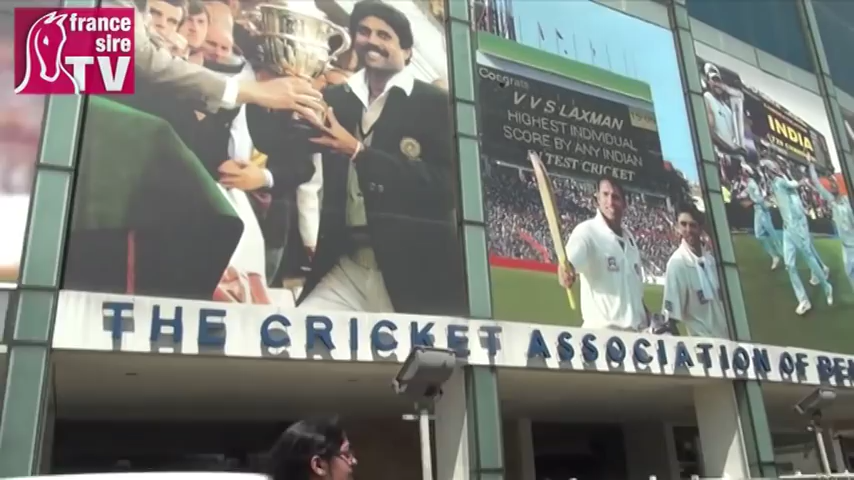 france
sire
TV
Congrats
V V S LAXMAN
HIGHEST INDIVIDUAL
SCORE BY ANY INDIAN
TEST CRICKET
INDIA
THE CRICKET ASSOCIATION OF BE